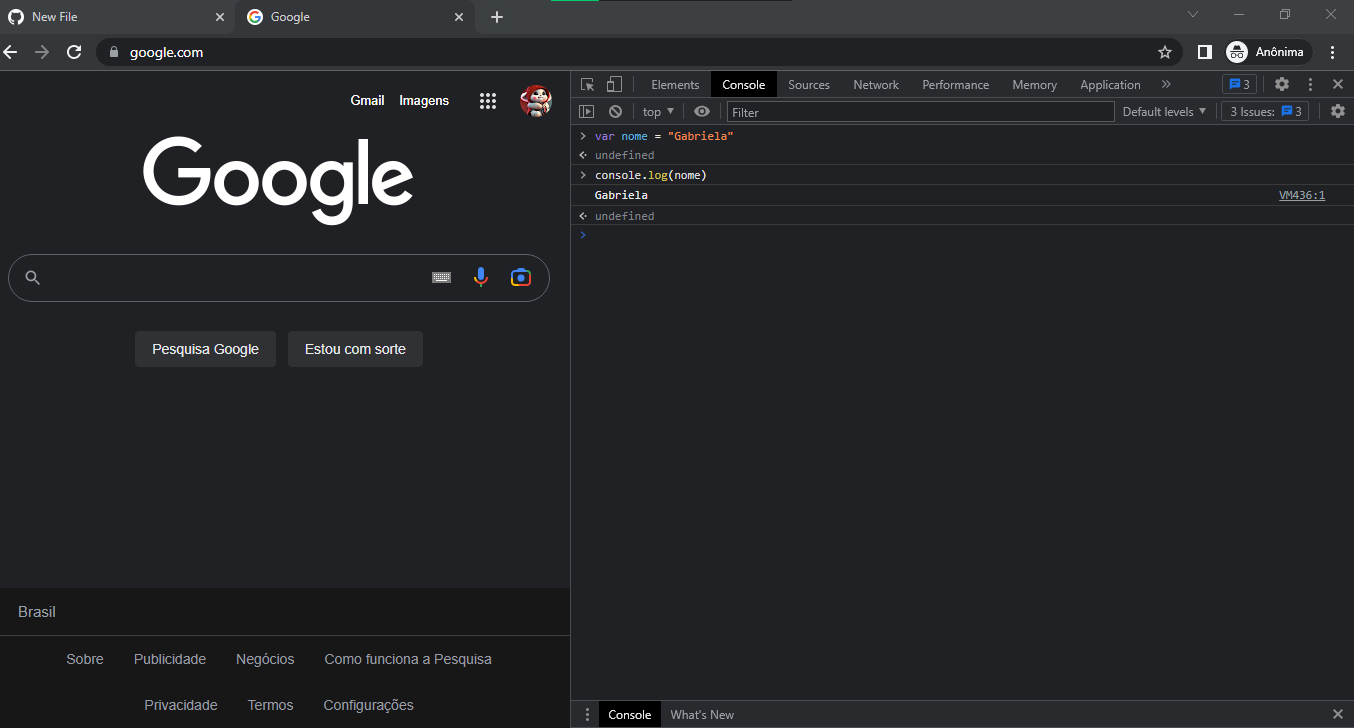 New File
Google
google.com
Anônima
Gmail Imagens
Google
Pesquisa Google Estou com sorte
Brasil
Sobre Publicidade Negócios Como funciona a Pesquisa
Privacidade Termos Configurações
Elements Console Sources Network Performance Memory Application » 3
top Filter Default levels 3 Issues: 3
> var nome = "Gabriela"
undefined
> console.log(nome)
Gabriela VM436:1
undefined
>
Console What's New